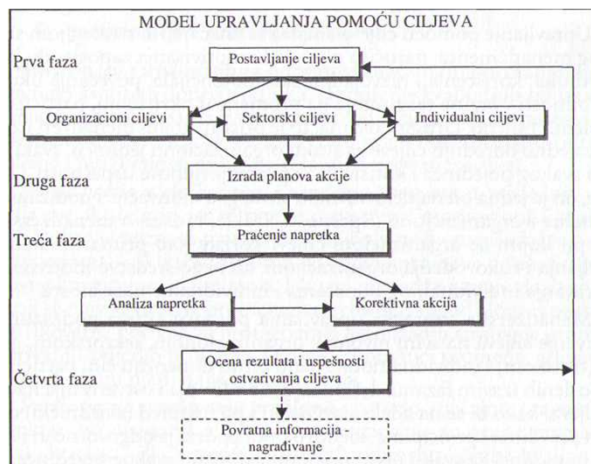 MODEL UPRAVLJANJA POMOĆU CILJEVA
Prva faza
Postavljanje ciljeva
Organizacioni ciljevi
Sektorski ciljevi
Individualni ciljevi
Druga faza
Izrada planova akcije
Treća faza
Praćenje napretka
Analiza napretka
Korektivna akcija
Četvrta faza
Ocena rezultata i uspešnosti
ostvarivanja ciljeva
Povratna informacija -
nagrađivanje